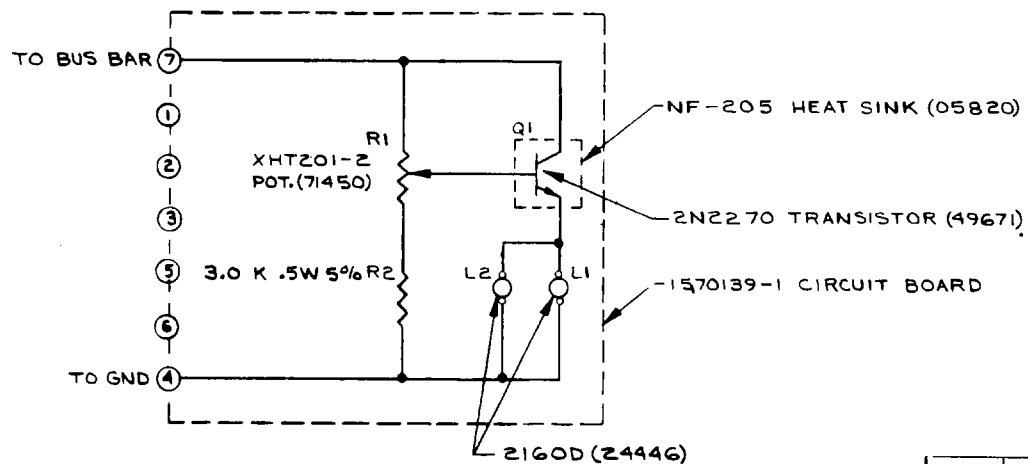 TO BUS BAR 7
1
2
3
5
6
TO GND 4
R1
XHT201-2
POT. (71450)
3.0 K .5W 5% R2
Q1
L2
L1
NF-205 HEAT SINK (05820)
2N2270 TRANSISTOR (49671).
-1570139-1 CIRCUIT BOARD
2160D (24446)